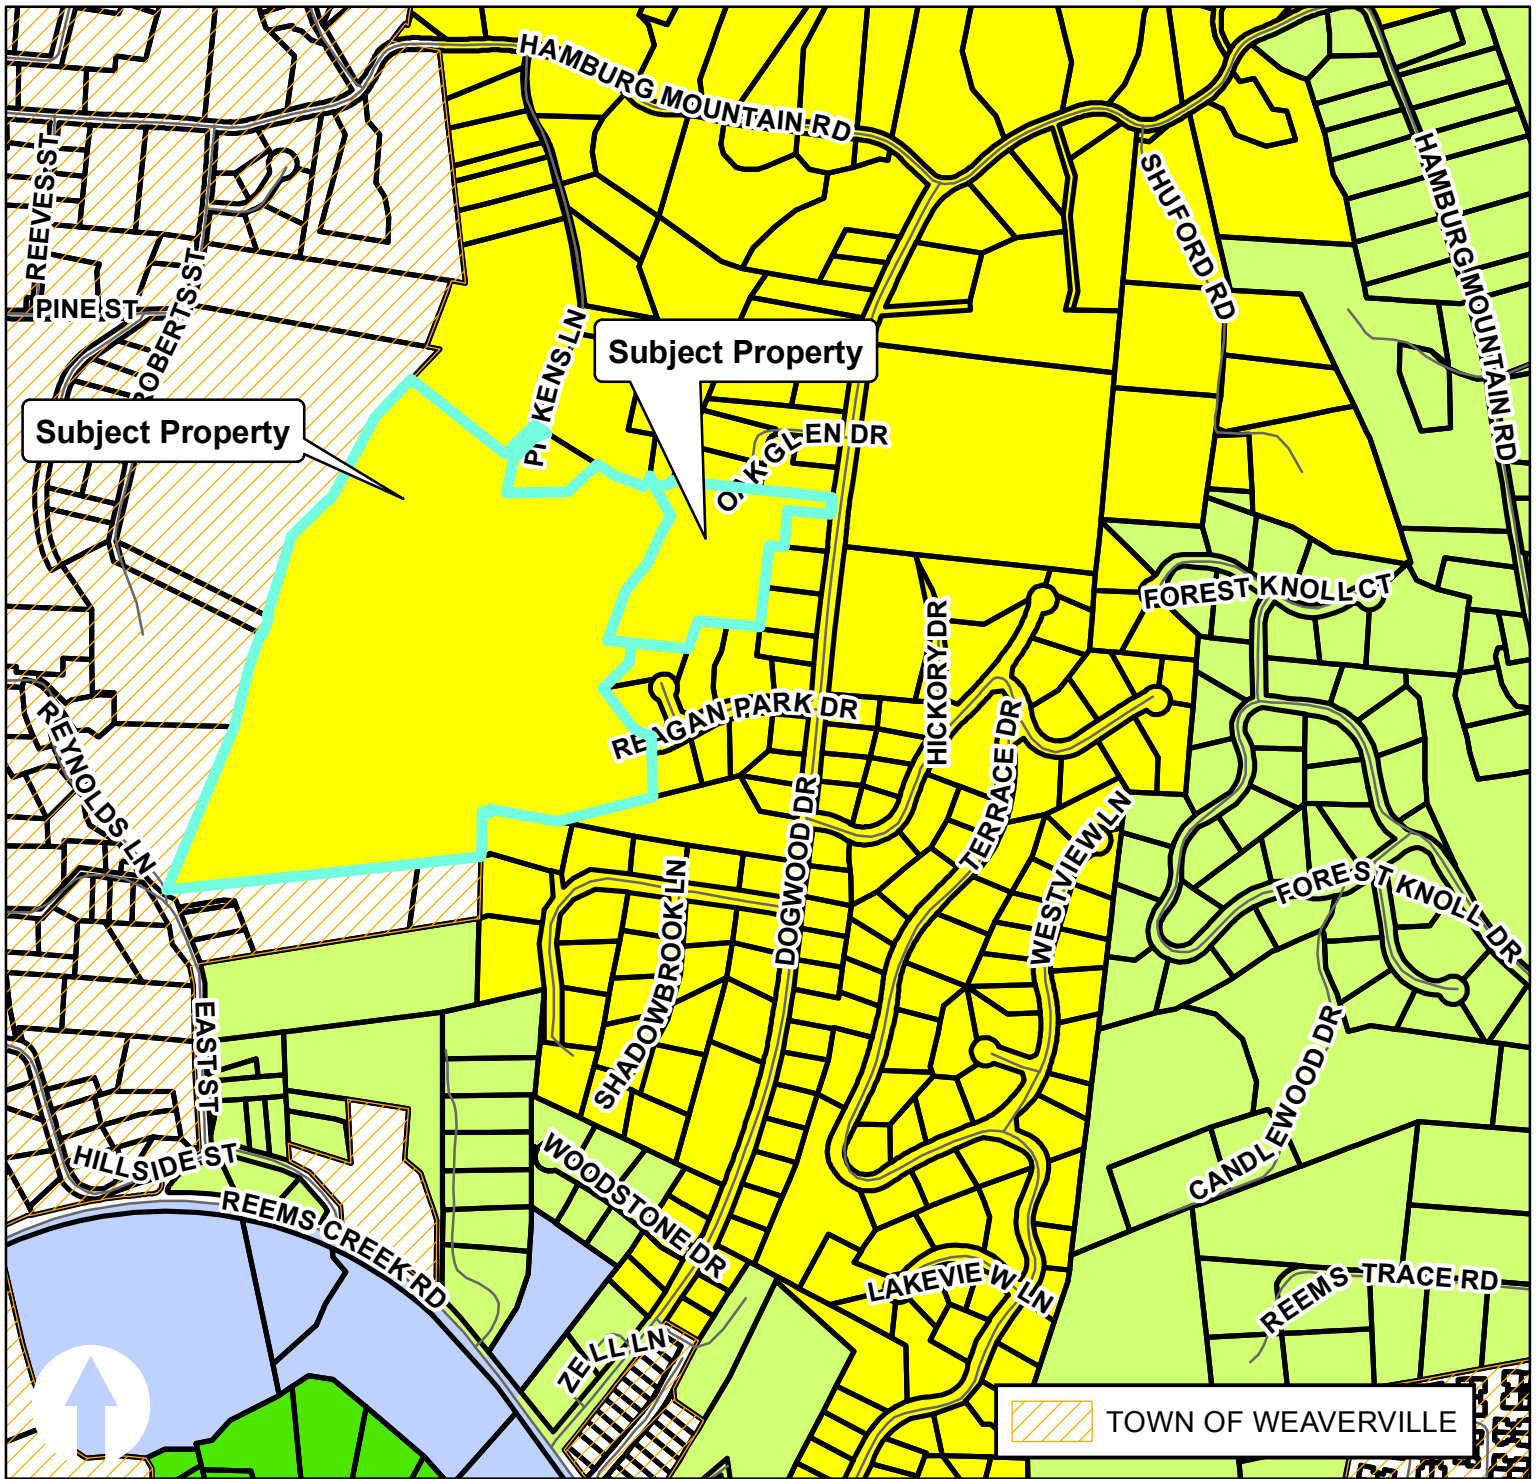 HAMBURG MOUNTAIN RD
REEVES ST
SHUFORD RD
HAMBURG MOUNTAIN RD
PINE ST
ROBERTS ST
Subject Property
Subject Property
OAK GLEN DR
FOREST KNOLL CT
HICKORY DR
REYNOLDS LN
REAGAN PARK DR
TERRACE DR
DOGWOOD DR
WESTVIEW LN
FOREST KNOLL DR
SHADOWBROOK LN
EAST ST
CANDLEWOOD DR
HILLSIDE ST
WOODSTONE DR
REEMS CREEK RD
LAKEVIEW LN
REEMS TRACE RD
ZELL LN
TOWN OF WEAVERVILLE